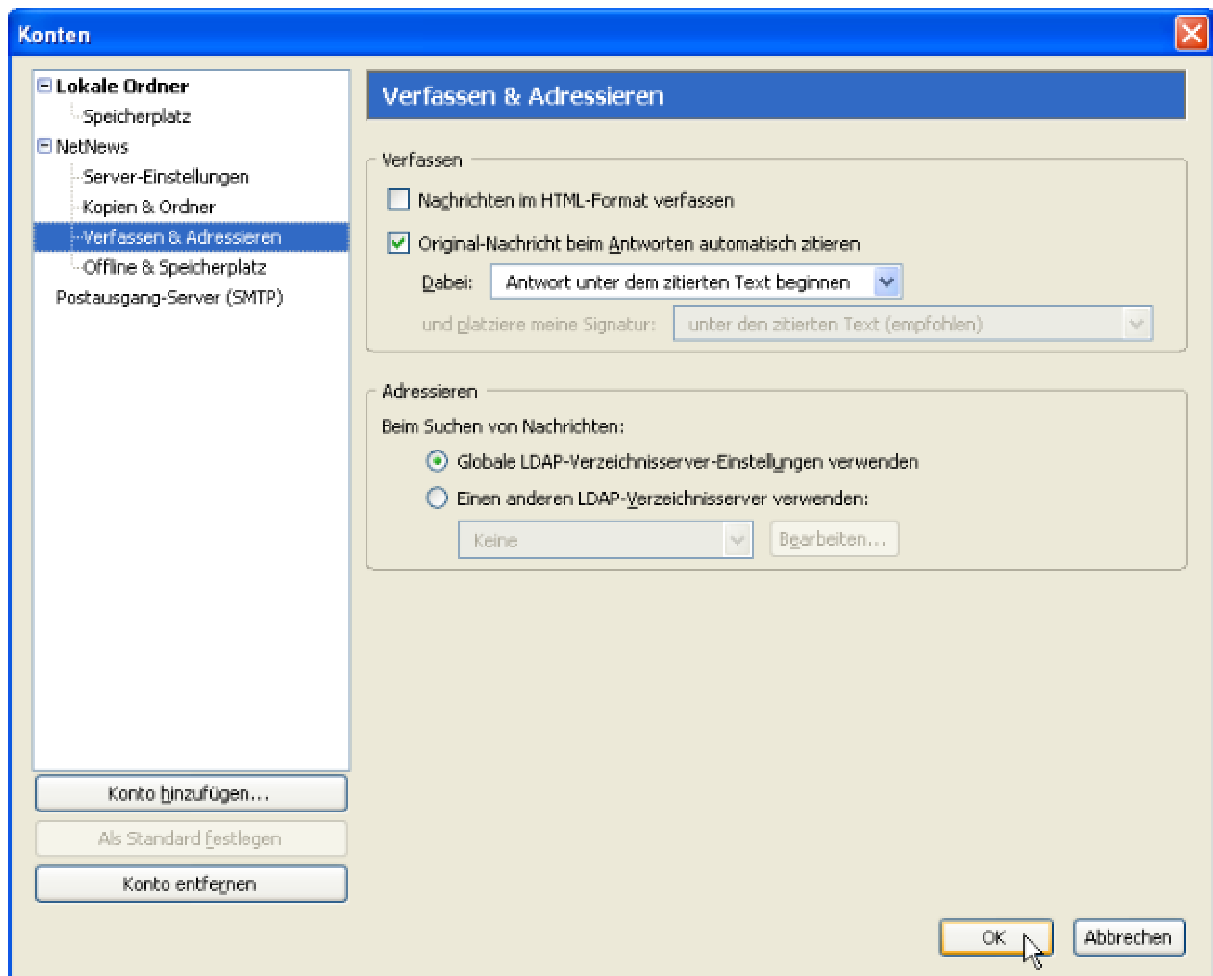 Konten
Lokale Ordner
Speicherplatz
NetNews
Server-Einstellungen
Kopien & Ordner
Verfassen & Adressieren
Offline & Speicherplatz
Postausgang-Server (SMTP)
Konto hinzufügen...
Als Standard festlegen
Konto entfernen
Verfassen & Adressieren
Verfassen
Nachrichten im HTML-Format verfassen
Original-Nachricht beim Antworten automatisch zitieren
Dabei: Antwort unter dem zitierten Text beginnen
und platziere meine Signatur: unter den zitierten Text (empfohlen)
Adressieren
Beim Suchen von Nachrichten:
Globale LDAP-Verzeichnisserver-Einstellungen verwenden
Einen anderen LDAP-Verzeichnisserver verwenden:
Keine Bearbeiten...
OK Abbrechen